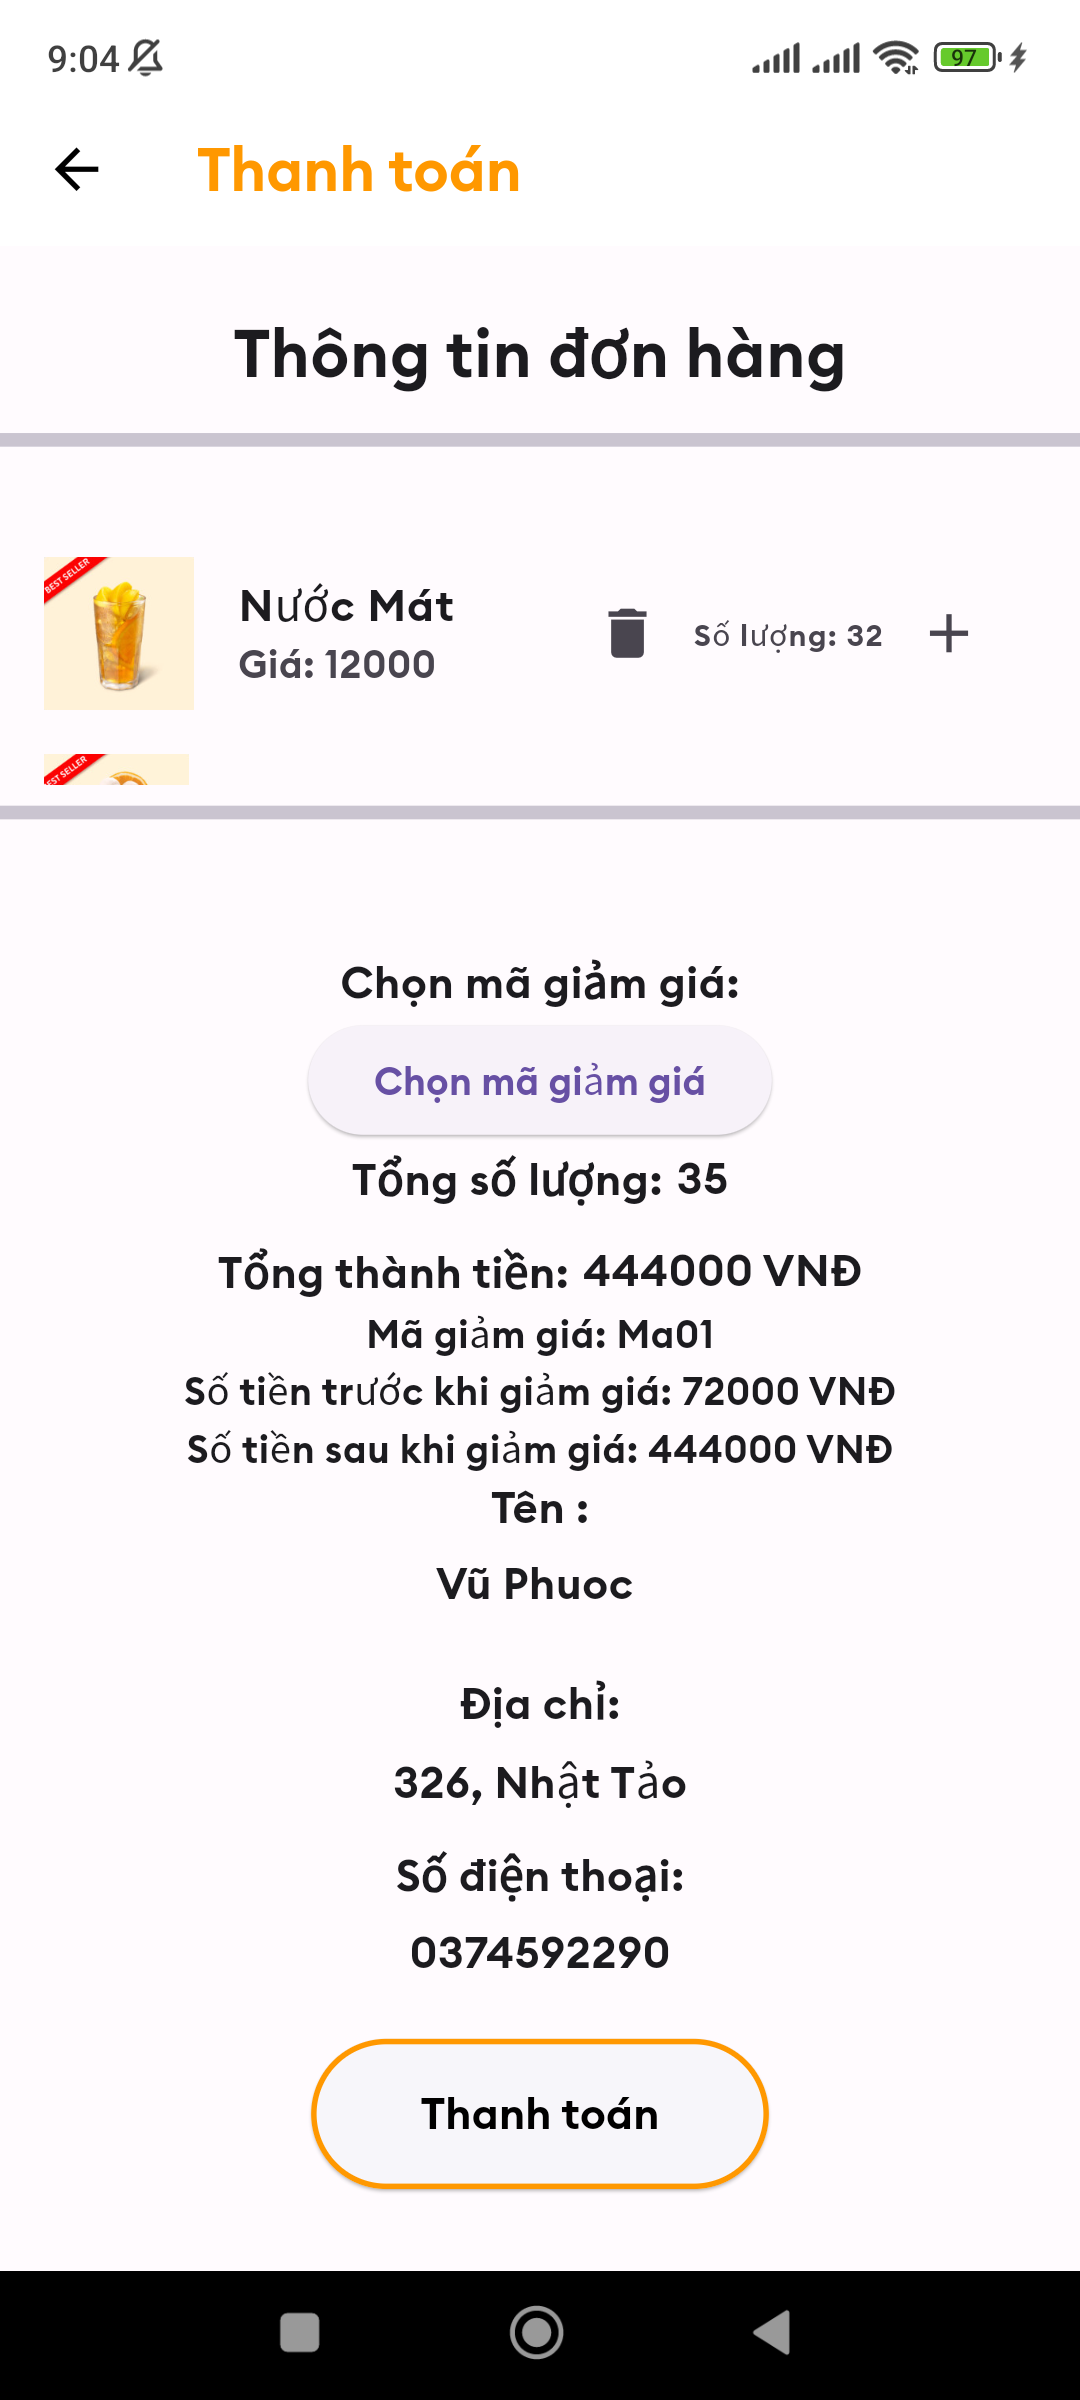 9:04
97
Thanh toán
Thông tin đơn hàng
BEST SELLER
Nước Mát
Giá: 12000
Số lượng: 32
EST SELLER
Chọn mã giảm giá:
Chọn mã giảm giá
Tổng số lượng: 35
Tổng thành tiền: 444000 VNĐ
Mã giảm giá: Ma01
Số tiền trước khi giảm giá: 72000 VNĐ
Số tiền sau khi giảm giá: 444000 VNĐ
Tên :
Vũ Phuoc
Địa chỉ:
326, Nhật Tảo
Số điện thoại:
0374592290
Thanh toán